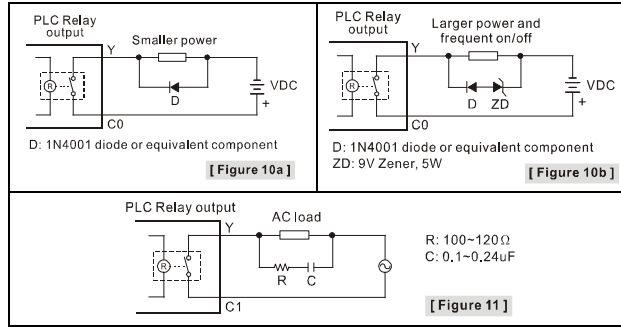 PLC Relay
output
Smaller power
Y
R
D
VDC
+
C0
D: 1N4001 diode or equivalent component
[ Figure 10a ]
PLC Relay
output
Larger power and
frequent on/off
Y
R
D ZD
VDC
+
C0
D: 1N4001 diode or equivalent component
ZD: 9V Zener, 5W
[ Figure 10b ]
PLC Relay output
AC load
Y
R
R C
C1
R: 100~120Ω
C: 0.1~0.24uF
[ Figure 11 ]